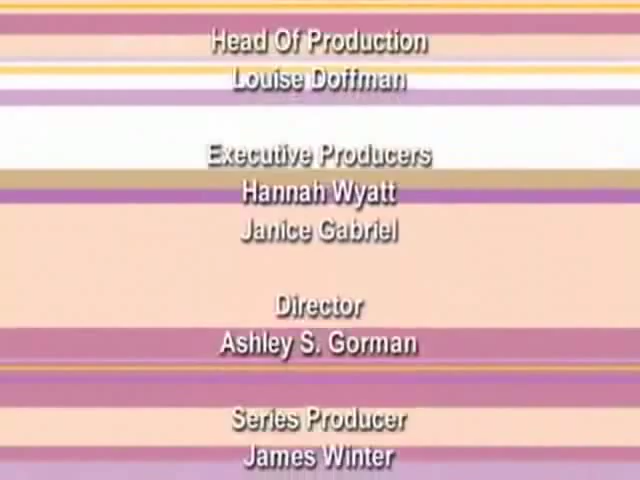 Head Of Production
Louise Doffman
Executive Producers
Hannah Wyatt
Janice Gabriel
Director
Ashley S. Gorman
Series Producer
James Winter